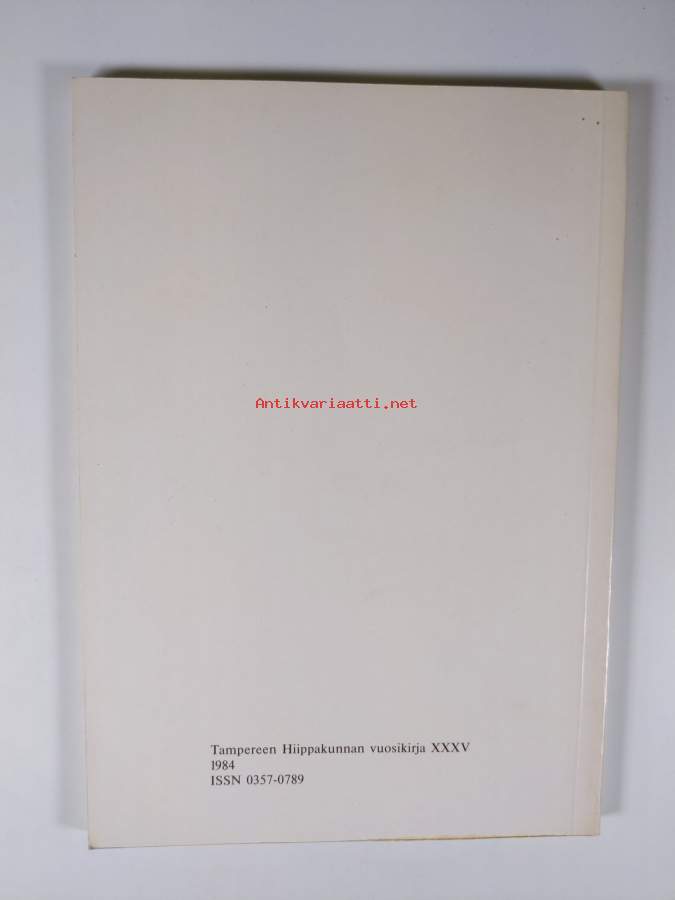 Antikvariaatti.net
Tampereen Hiippakunnan vuosikirja XXXV
1984
ISSN 0357-0789